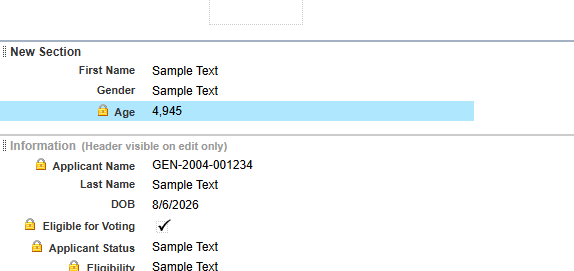 New Section
First Name Sample Text
Gender Sample Text
Age 4,945
Information (Header visible on edit only)
Applicant Name GEN-2004-001234
Last Name Sample Text
DOB 8/6/2026
Eligible for Voting
Applicant Status Sample Text
Eligibility Sample Text